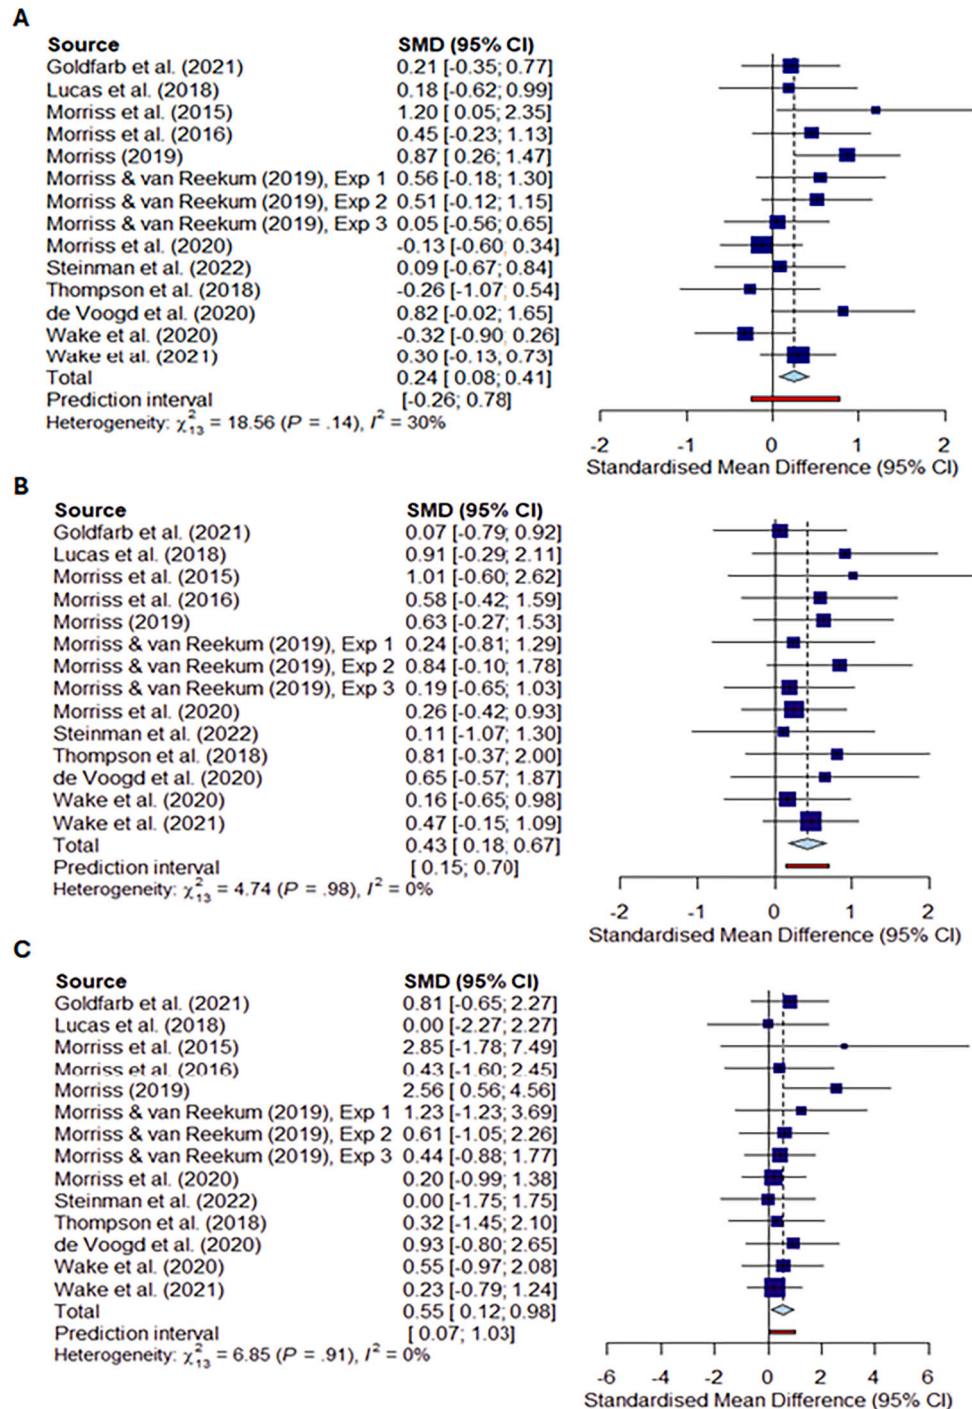 A
Source SMD (95% CI)
Goldfarb et al. (2021) 0.21 [-0.35; 0.77]
Lucas et al. (2018) 0.18 [-0.62; 0.99]
Morriss et al. (2015) 1.20 [ 0.05; 2.35]
Morriss et al. (2016) 0.45 [-0.23; 1.13]
Morriss (2019) 0.87 [ 0.26; 1.47]
Morriss & van Reekum (2019), Exp 1 0.56 [-0.18; 1.30]
Morriss & van Reekum (2019), Exp 2 0.51 [-0.12; 1.15]
Morriss & van Reekum (2019), Exp 3 0.05 [-0.56; 0.65]
Morriss et al. (2020) -0.13 [-0.60; 0.34]
Steinman et al. (2022) 0.09 [-0.67; 0.84]
Thompson et al. (2018) -0.26 [-1.07; 0.54]
de Voogd et al. (2020) 0.82 [-0.02; 1.65]
Wake et al. (2020) -0.32 [-0.90; 0.26]
Wake et al. (2021) 0.30 [-0.13; 0.73]
Total 0.24 [ 0.08; 0.41]
Prediction interval [-0.26; 0.78]
Heterogeneity: χ²₁₃ = 18.56 (P = .14), I² = 30%
-2 -1 0 1 2
Standardised Mean Difference (95% CI)
B
Source SMD (95% CI)
Goldfarb et al. (2021) 0.07 [-0.79; 0.92]
Lucas et al. (2018) 0.91 [-0.29; 2.11]
Morriss et al. (2015) 1.01 [-0.60; 2.62]
Morriss et al. (2016) 0.58 [-0.42; 1.59]
Morriss (2019) 0.63 [-0.27; 1.53]
Morriss & van Reekum (2019), Exp 1 0.24 [-0.81; 1.29]
Morriss & van Reekum (2019), Exp 2 0.84 [-0.10; 1.78]
Morriss & van Reekum (2019), Exp 3 0.19 [-0.65; 1.03]
Morriss et al. (2020) 0.26 [-0.42; 0.93]
Steinman et al. (2022) 0.11 [-1.07; 1.30]
Thompson et al. (2018) 0.81 [-0.37; 2.00]
de Voogd et al. (2020) 0.65 [-0.57; 1.87]
Wake et al. (2020) 0.16 [-0.65; 0.98]
Wake et al. (2021) 0.47 [-0.15; 1.09]
Total 0.43 [ 0.18; 0.67]
Prediction interval [ 0.15; 0.70]
Heterogeneity: χ²₁₃ = 4.74 (P = .98), I² = 0%
-2 -2 0 1 2
Standardised Mean Difference (95% CI)
C
Source SMD (95% CI)
Goldfarb et al. (2021) 0.81 [-0.65; 2.27]
Lucas et al. (2018) 0.00 [-2.27; 2.27]
Morriss et al. (2015) 2.85 [-1.78; 7.49]
Morriss et al. (2016) 0.43 [-1.60; 2.45]
Morriss (2019) 2.56 [ 0.56; 4.56]
Morriss & van Reekum (2019), Exp 1 1.23 [-1.23; 3.69]
Morriss & van Reekum (2019), Exp 2 0.61 [-1.05; 2.26]
Morriss & van Reekum (2019), Exp 3 0.44 [-0.88; 1.77]
Morriss et al. (2020) 0.20 [-0.99; 1.38]
Steinman et al. (2022) 0.00 [-1.75; 1.75]
Thompson et al. (2018) 0.32 [-1.45; 2.10]
de Voogd et al. (2020) 0.93 [-0.80; 2.65]
Wake et al. (2020) 0.55 [-0.97; 2.08]
Wake et al. (2021) 0.23 [-0.79; 1.24]
Total 0.55 [ 0.12; 0.98]
Prediction interval [ 0.07; 1.03]
Heterogeneity: χ²₁₃ = 6.85 (P = .91), I² = 0%
-6 -4 -2 0 2 4 6
Standardised Mean Difference (95% CI)